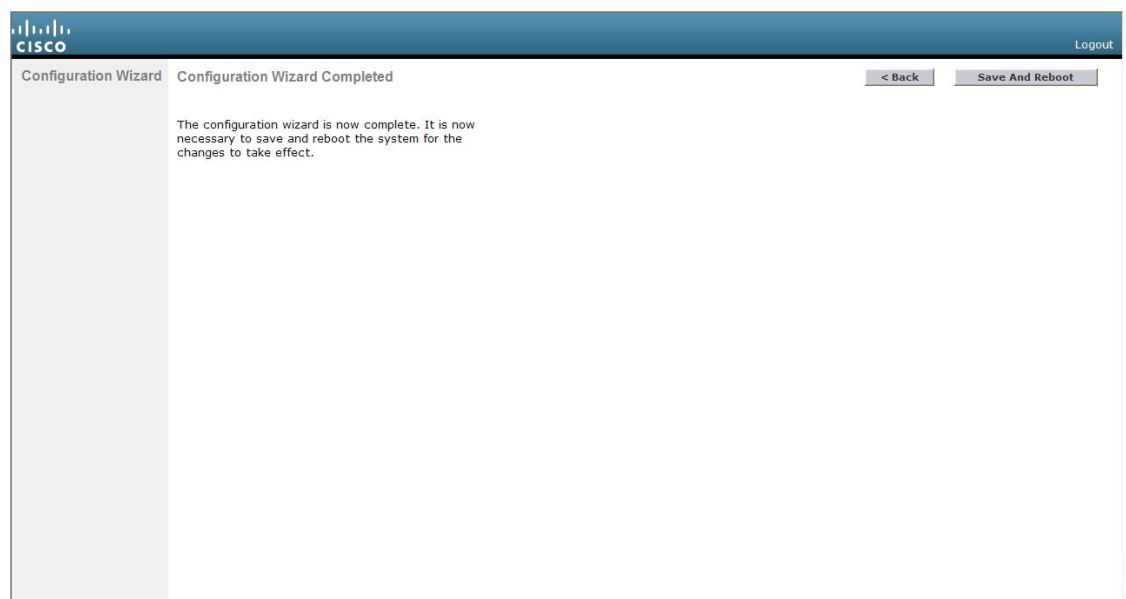 CISCO
Logout
Configuration Wizard
Configuration Wizard Completed
< Back
Save And Reboot
The configuration wizard is now complete. It is now
necessary to save and reboot the system for the
changes to take effect.